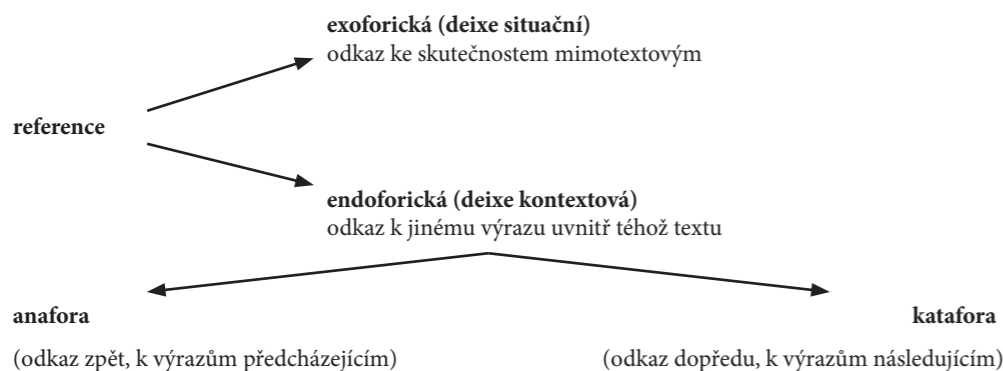 exoforická (deixe situační)
odkaz ke skutečnostem mimotextovým
reference
endoforická (deixe kontextová)
odkaz k jinému výrazu uvnitř téhož textu
anafora
katafora
(odkaz zpět, k výrazům předcházejícím)
(odkaz dopředu, k výrazům následujícím)